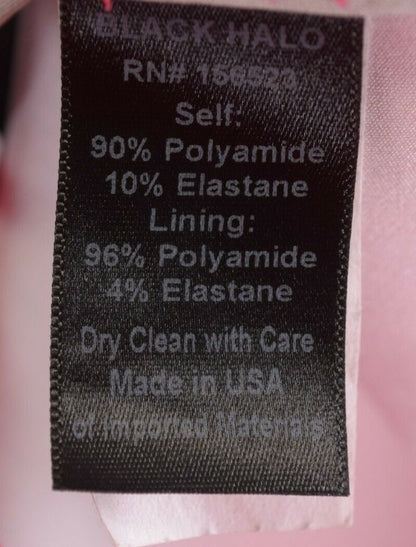 BLACK HALO
RN# 156523
Self:
90% Polyamide
10% Elastane
Lining:
96% Polyamide
4% Elastane
Dry Clean with Care
Made in USA
of Imported Materials